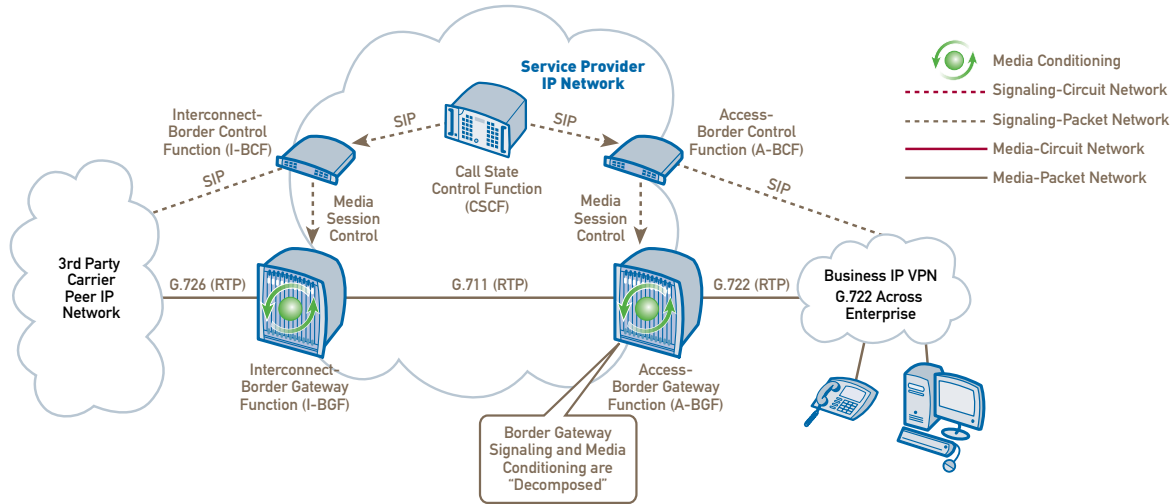 Service Provider
IP Network
Media Conditioning
Signaling-Circuit Network
Signaling-Packet Network
Media-Circuit Network
Media-Packet Network
Interconnect-
Border Control
Function (I-BCF)
SIP
SIP
Access-
Border Control
Function (A-BCF)
Call State
Control Function
(CSCF)
SIP
SIP
Media
Session
Control
Media
Session
Control
3rd Party
Carrier
Peer IP
Network
G.726 (RTP)
G.711 (RTP)
G.722 (RTP)
Business IP VPN
G.722 Across
Enterprise
Interconnect-
Border Gateway
Function (I-BGF)
Access-
Border Gateway
Function (A-BGF)
Border Gateway
Signaling and Media
Conditioning are
“Decomposed”